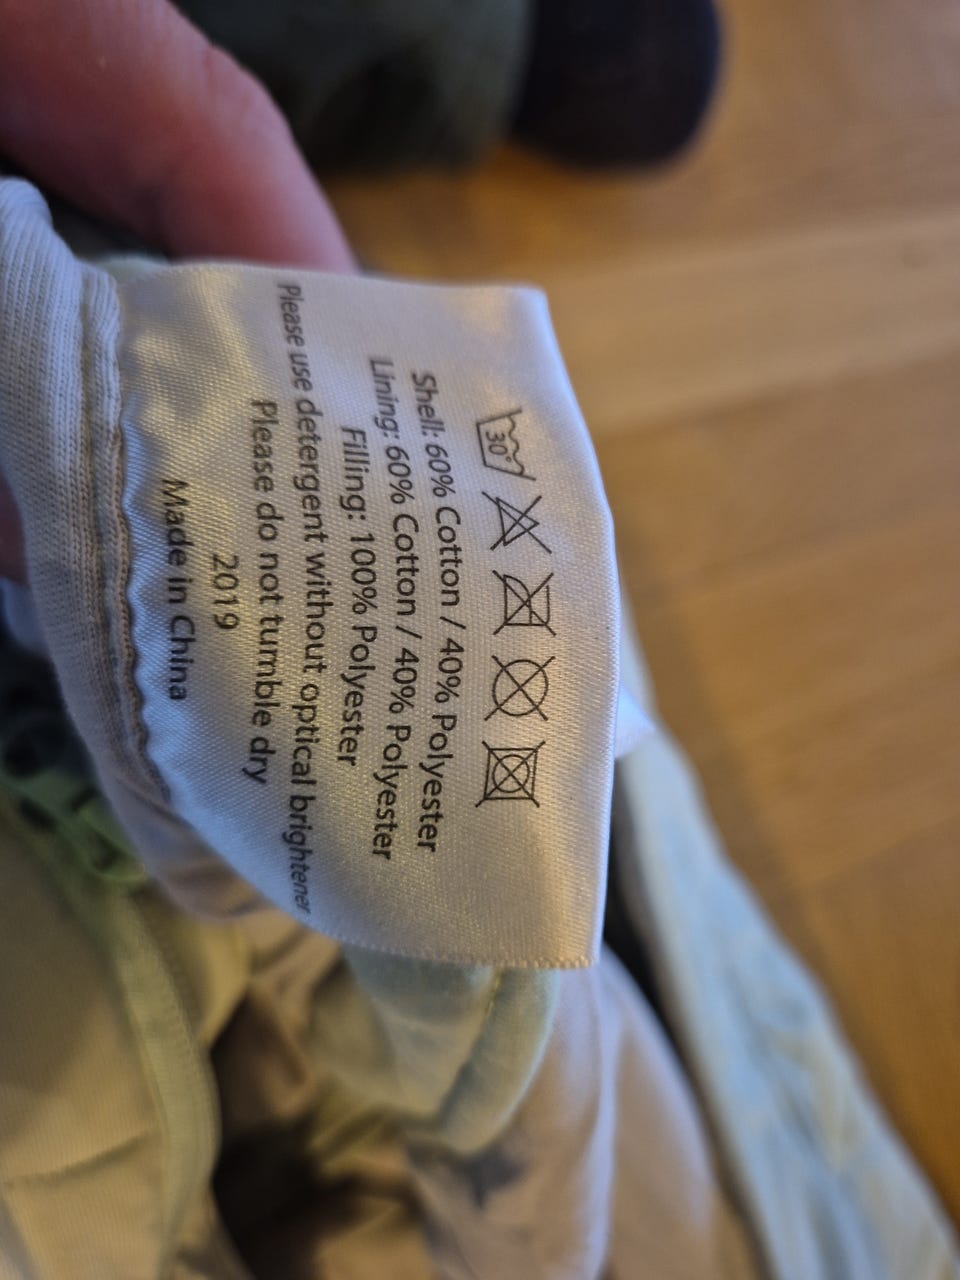 30°
Shell: 60% Cotton / 40% Polyester
Lining: 60% Cotton / 40% Polyester
Filling: 100% Polyester
Please use detergent without optical brightener
Please do not tumble dry
2019
Made in China